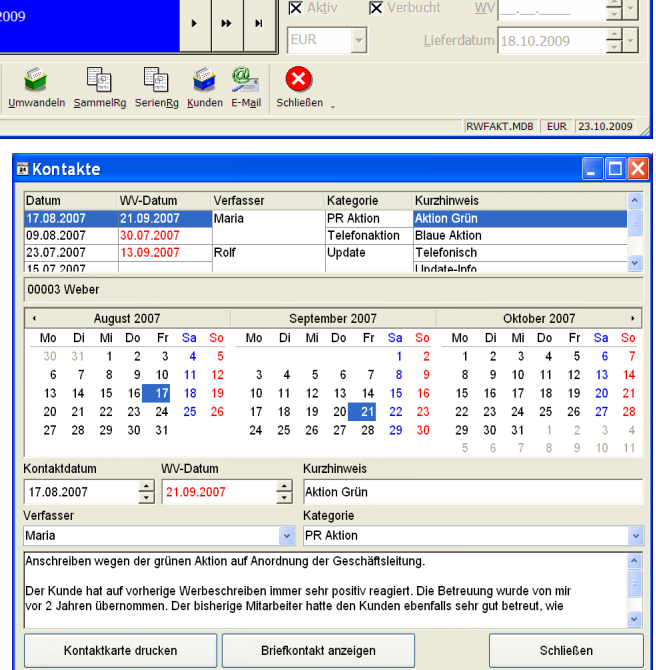 2009
Aktiv Verbucht WV __.__.____
EUR Lieferdatum 18.10.2009
Umwandeln SammelRg SerienRg Kunden E-Mail Schließen
RWFAKT.MDB EUR 23.10.2009
Kontakte
Datum WV-Datum Verfasser Kategorie Kurzhinweis
17.08.2007 21.09.2007 Maria PR Aktion Aktion Grün
09.08.2007 30.07.2007 Telefonaktion Blaue Aktion
23.07.2007 13.09.2007 Rolf Update Telefonisch
15.07.2007 Update-Info
00003 Weber
August 2007 September 2007 Oktober 2007
Mo Di Mi Do Fr Sa So Mo Di Mi Do Fr Sa So Mo Di Mi Do Fr Sa So
30 31 1 2 3 4 5 1 2 1 2 3 4 5 6 7
6 7 8 9 10 11 12 3 4 5 6 7 8 9 8 9 10 11 12 13 14
13 14 15 16 17 18 19 10 11 12 13 14 15 16 15 16 17 18 19 20 21
20 21 22 23 24 25 26 17 18 19 20 21 22 23 22 23 24 25 26 27 28
27 28 29 30 31 24 25 26 27 28 29 30 29 30 31 1 2 3 4
5 6 7 8 9 10 11
Kontaktdatum WV-Datum Kurzhinweis
17.08.2007 21.09.2007 Aktion Grün
Verfasser Kategorie
Maria PR Aktion
Anschreiben wegen der grünen Aktion auf Anordnung der Geschäftsleitung.
Der Kunde hat auf vorherige Werbeschreiben immer sehr positiv reagiert. Die Betreuung wurde von mir
vor 2 Jahren übernommen. Der bisherige Mitarbeiter hatte den Kunden ebenfalls sehr gut betreut, wie
Kontaktkarte drucken Briefkontakt anzeigen Schließen